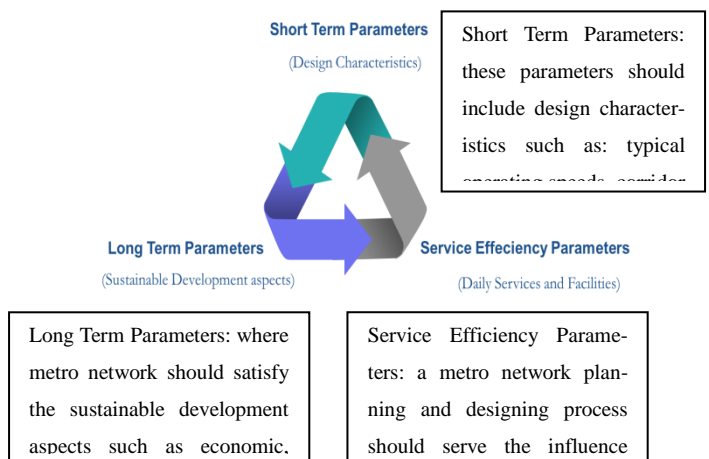 Short Term Parameters
(Design Characteristics)
Short Term Parameters:
these parameters should
include design character-
istics such as: typical
operating speeds, corridor
Long Term Parameters
(Sustainable Development aspects)
Service Effeciency Parameters
(Daily Services and Facilities)
Long Term Parameters: where
metro network should satisfy
the sustainable development
aspects such as economic,
Service Efficiency Parame-
ters: a metro network plan-
ning and designing process
should serve the influence